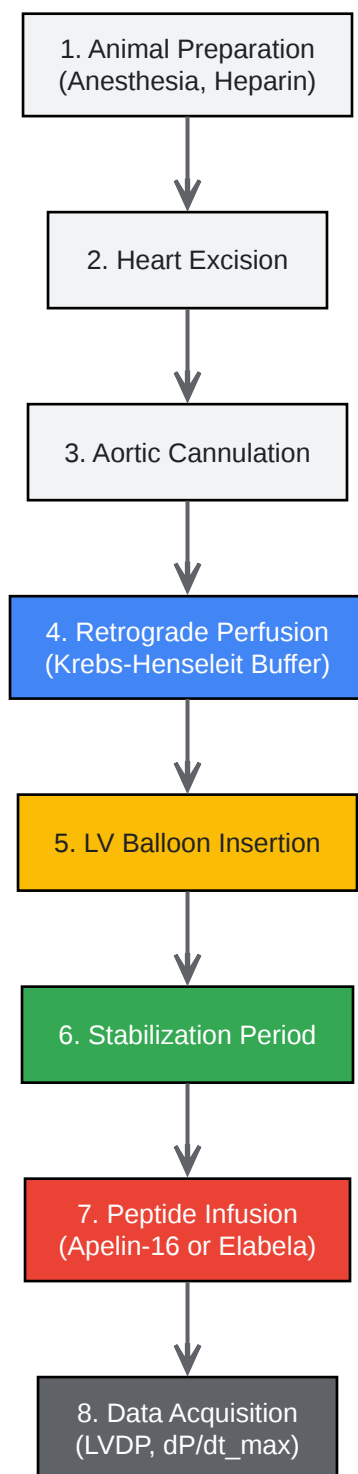 1. Animal Preparation
(Anesthesia, Heparin)
2. Heart Excision
3. Aortic Cannulation
4. Retrograde Perfusion
(Krebs-Henseleit Buffer)
5. LV Balloon Insertion
6. Stabilization Period
7. Peptide Infusion
(Apelin-16 or Elabela)
8. Data Acquisition
(LVDP, dP/dt_max)